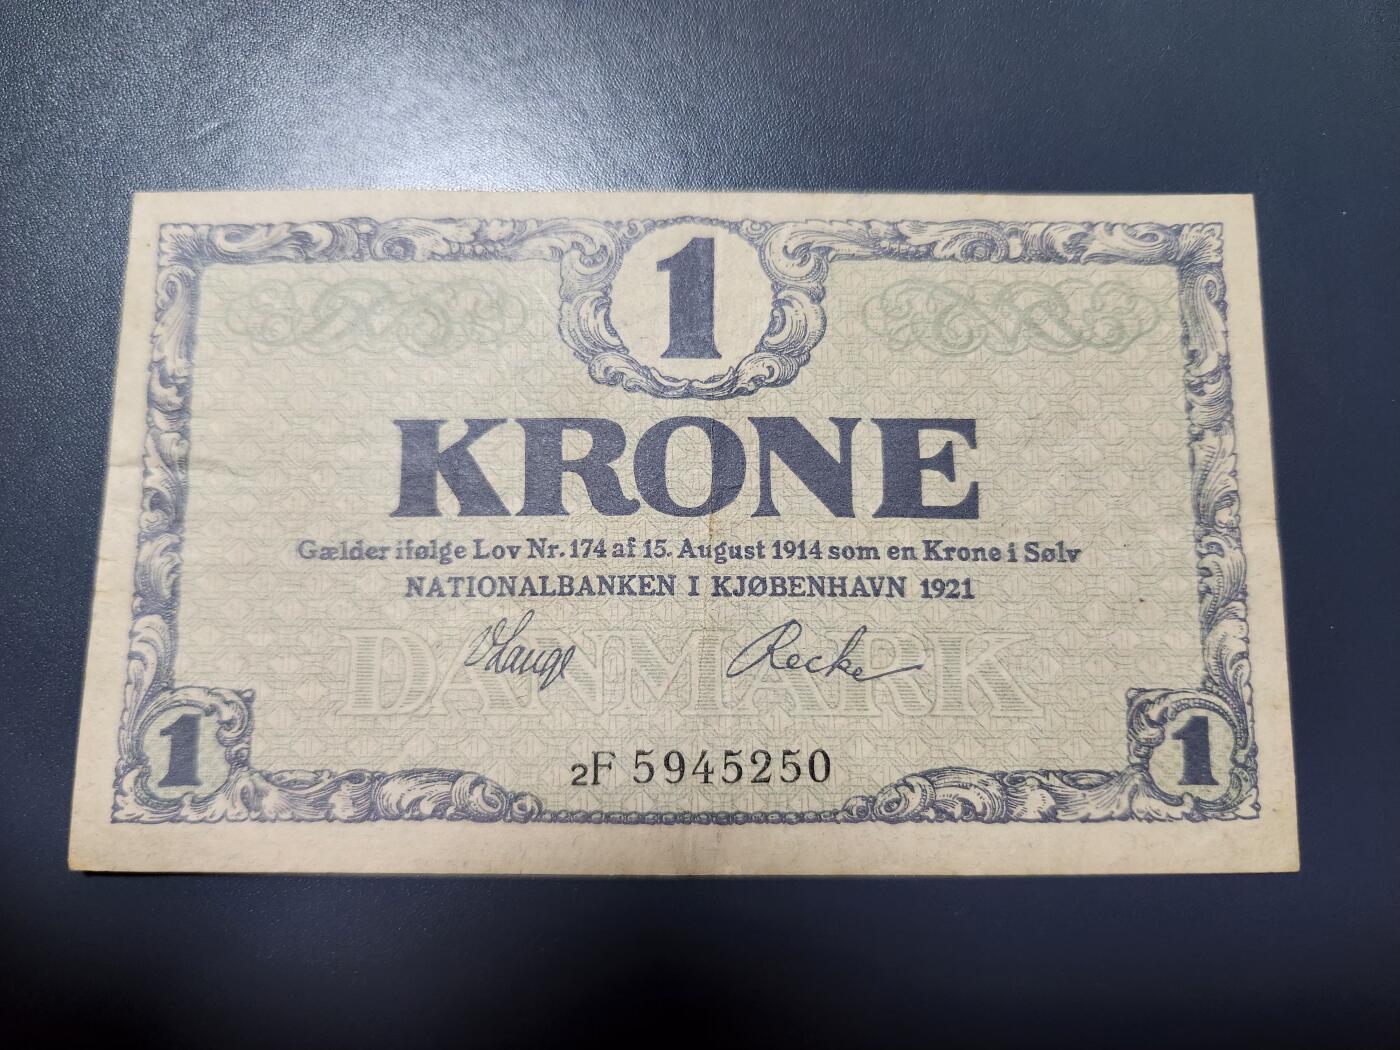 1
KRONE
Gælder ifølge Lov Nr. 174 af 15. August 1914 som en Krone i Sølv
NATIONALBANKEN I KJØBENHAVN 1921
DANMARK
VLange Recke
1 1
2F 5945250